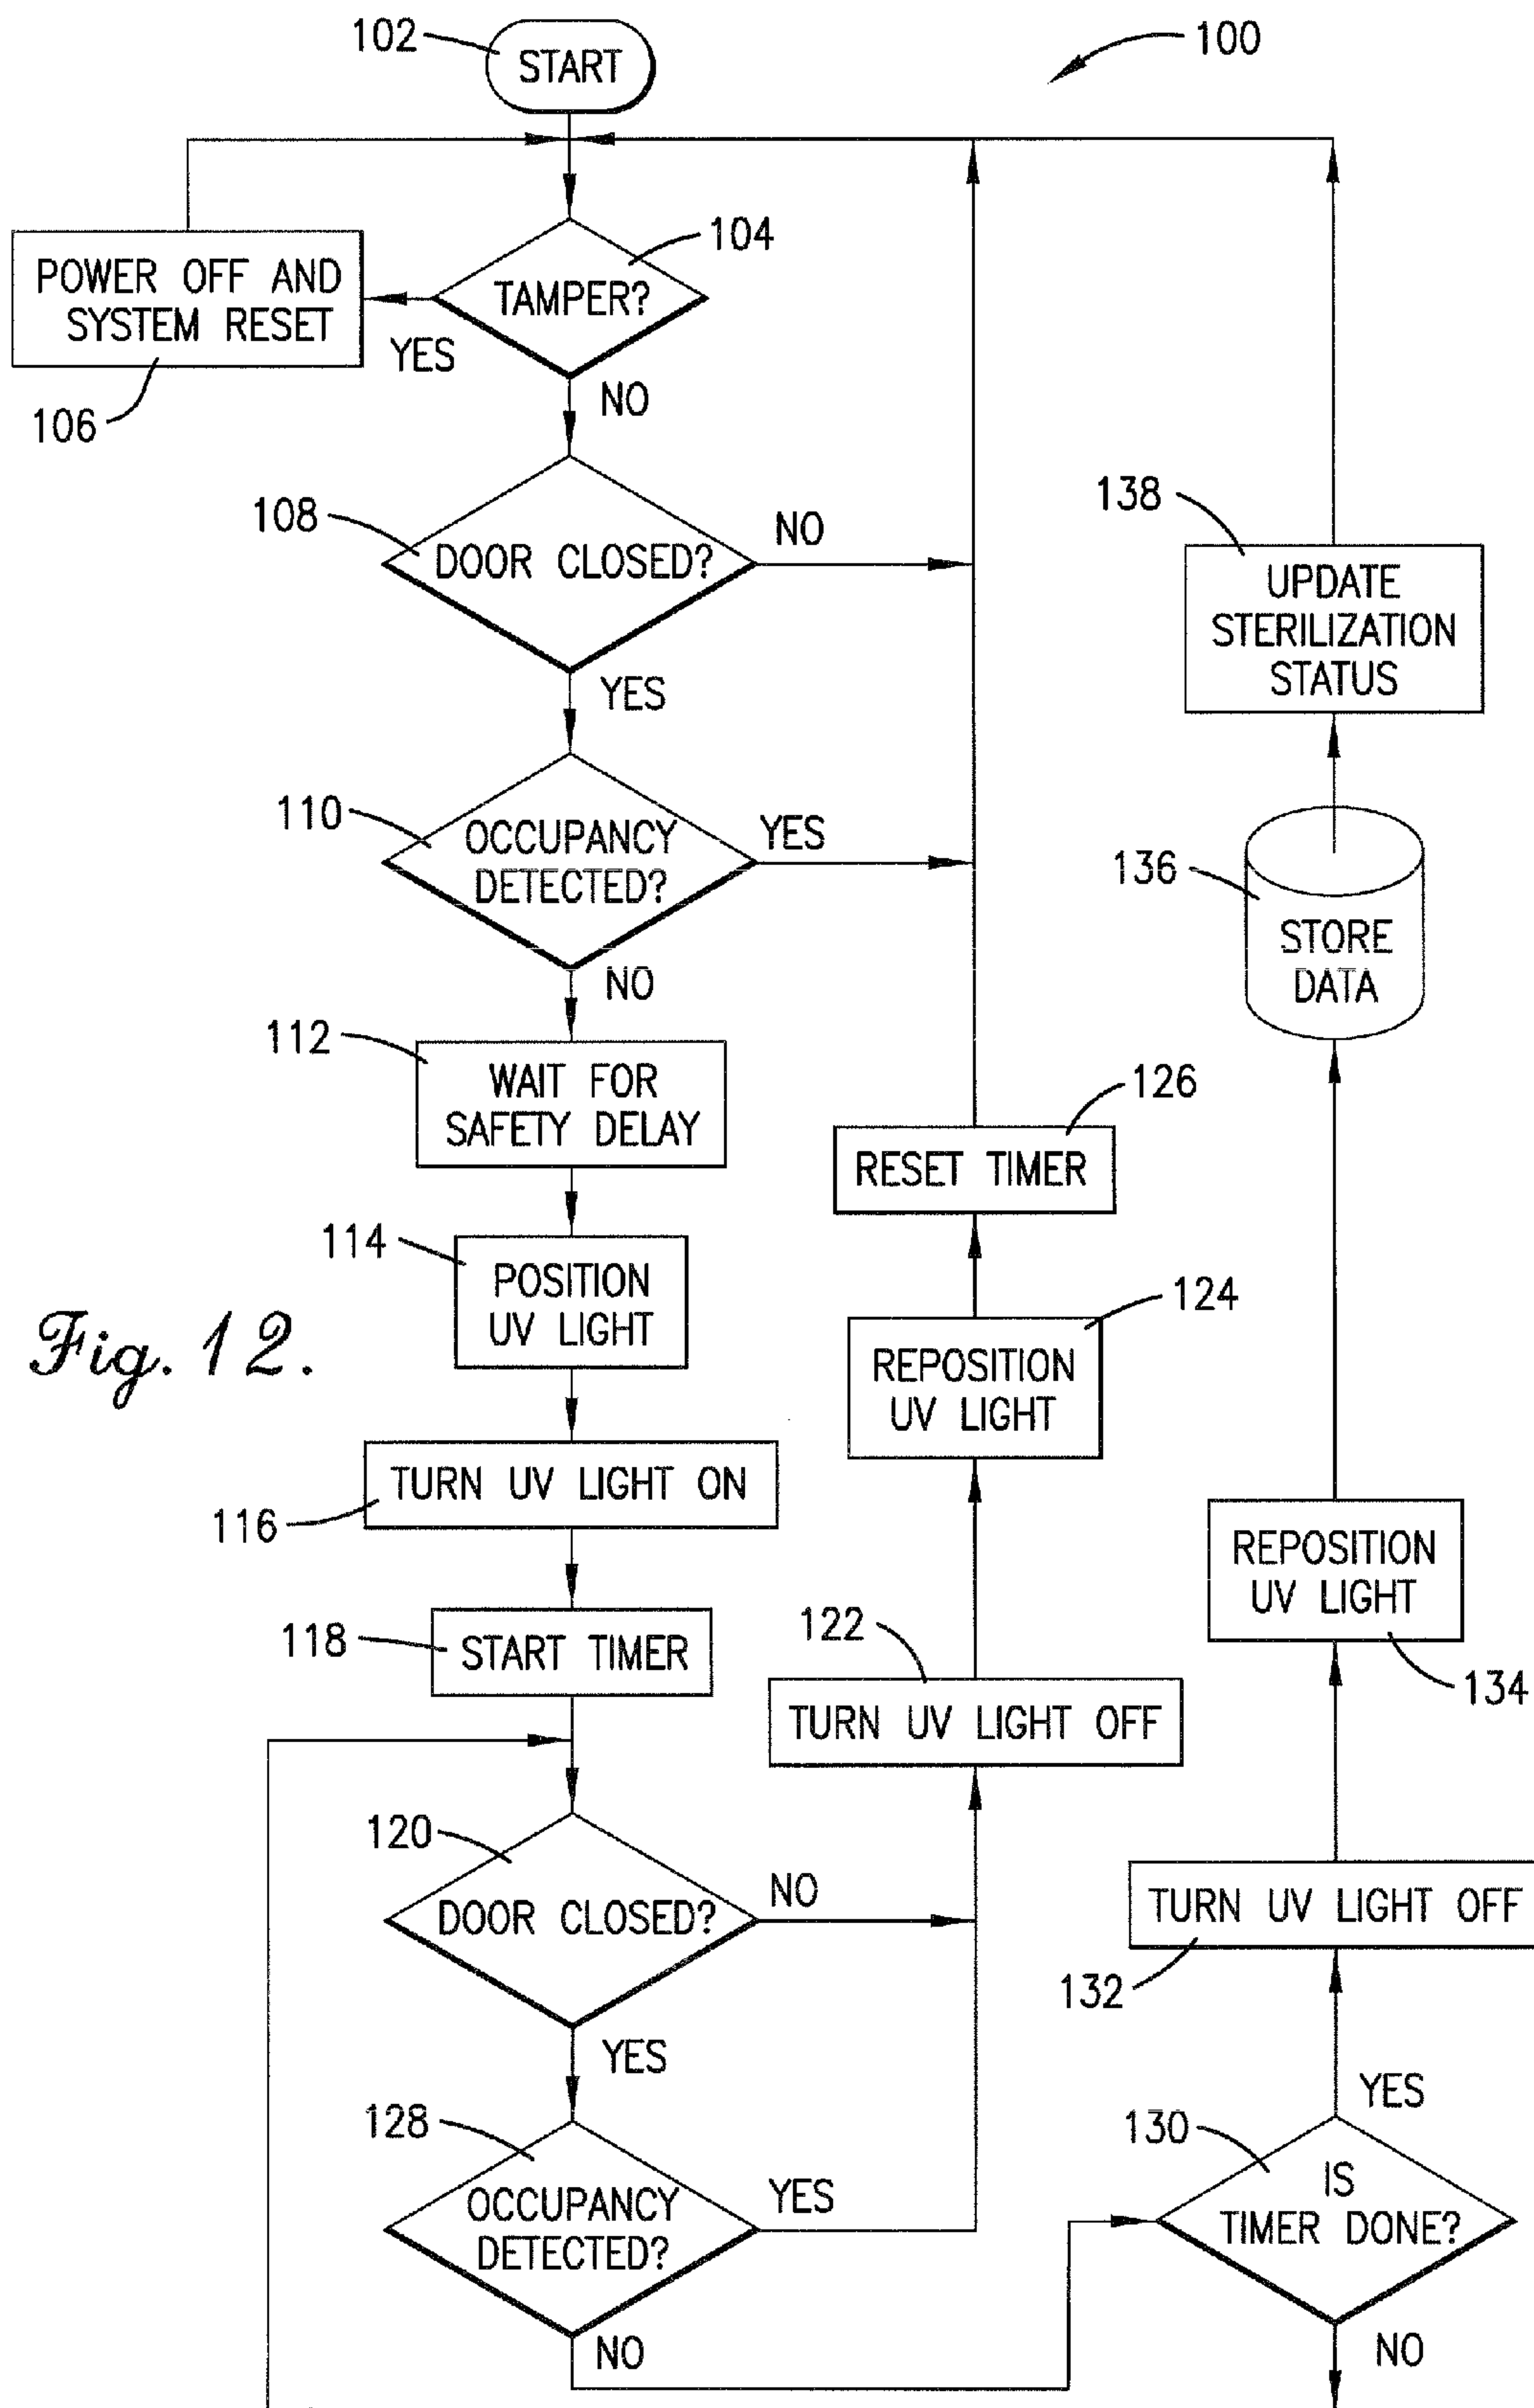 102
START
100
104
TAMPER?
POWER OFF AND
SYSTEM RESET
YES
106
NO
108
DOOR CLOSED?
NO
YES
110
OCCUPANCY
DETECTED?
YES
NO
112
WAIT FOR
SAFETY DELAY
114
POSITION
UV LIGHT
Fig. 12.
TURN UV LIGHT ON
116
118
START TIMER
120
DOOR CLOSED?
NO
YES
128
OCCUPANCY
DETECTED?
YES
NO
126
RESET TIMER
124
REPOSITION
UV LIGHT
122
TURN UV LIGHT OFF
138
UPDATE
STERILIZATION
STATUS
136
STORE
DATA
REPOSITION
UV LIGHT
134
TURN UV LIGHT OFF
132
YES
130
IS
TIMER DONE?
NO